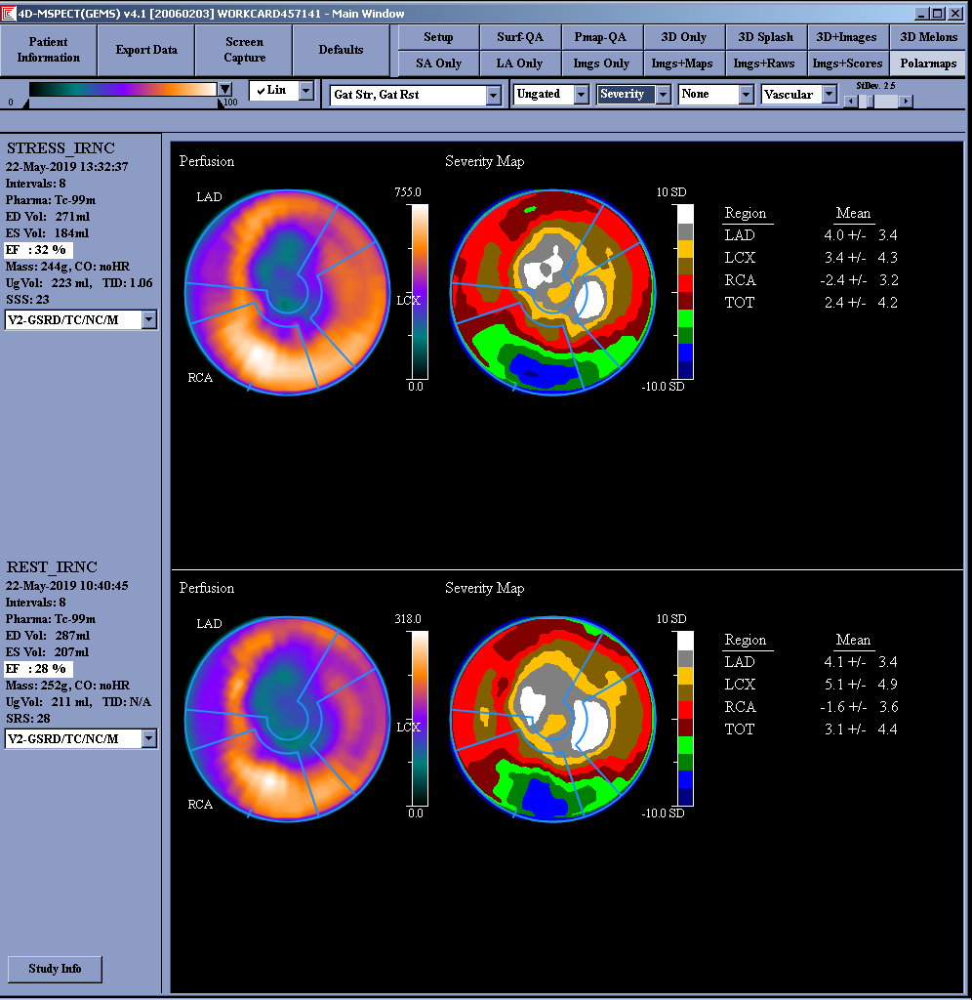 4D-MSPECT(GEMS) v4.1 [20060203] WORKCARD457141 - Main Window
Patient Information
Export Data
Screen Capture
Defaults
Setup Surf-QA Pmap-QA 3D Only 3D Splash 3D+Images 3D Melons
SA Only LA Only Imgs Only Imgs+Maps Imgs+Raws Imgs+Scores Polarmaps
0 100
Lin
Gat Str, Gat Rst
Ungated
Severity
None
Vascular
StDev. 2.5
STRESS_IRNC
22-May-2019 13:32:37
Intervals: 8
Pharma: Tc-99m
ED Vol: 271ml
ES Vol: 184ml
EF : 32 %
Mass: 244g, CO: noHR
UgVol: 223 ml, TID: 1.06
SSS: 23
V2-GSRD/TC/NC/M
Perfusion
LAD
LCX
RCA
755.0
0.0
Severity Map
10 SD
-10.0 SD
Region Mean
LAD 4.0 +/- 3.4
LCX 3.4 +/- 4.3
RCA -2.4 +/- 3.2
TOT 2.4 +/- 4.2
REST_IRNC
22-May-2019 10:40:45
Intervals: 8
Pharma: Tc-99m
ED Vol: 287ml
ES Vol: 207ml
EF : 28 %
Mass: 252g, CO: noHR
UgVol: 211 ml, TID: N/A
SRS: 28
V2-GSRD/TC/NC/M
Perfusion
LAD
LCX
RCA
318.0
0.0
Severity Map
10 SD
-10.0 SD
Region Mean
LAD 4.1 +/- 3.4
LCX 5.1 +/- 4.9
RCA -1.6 +/- 3.6
TOT 3.1 +/- 4.4
Study Info